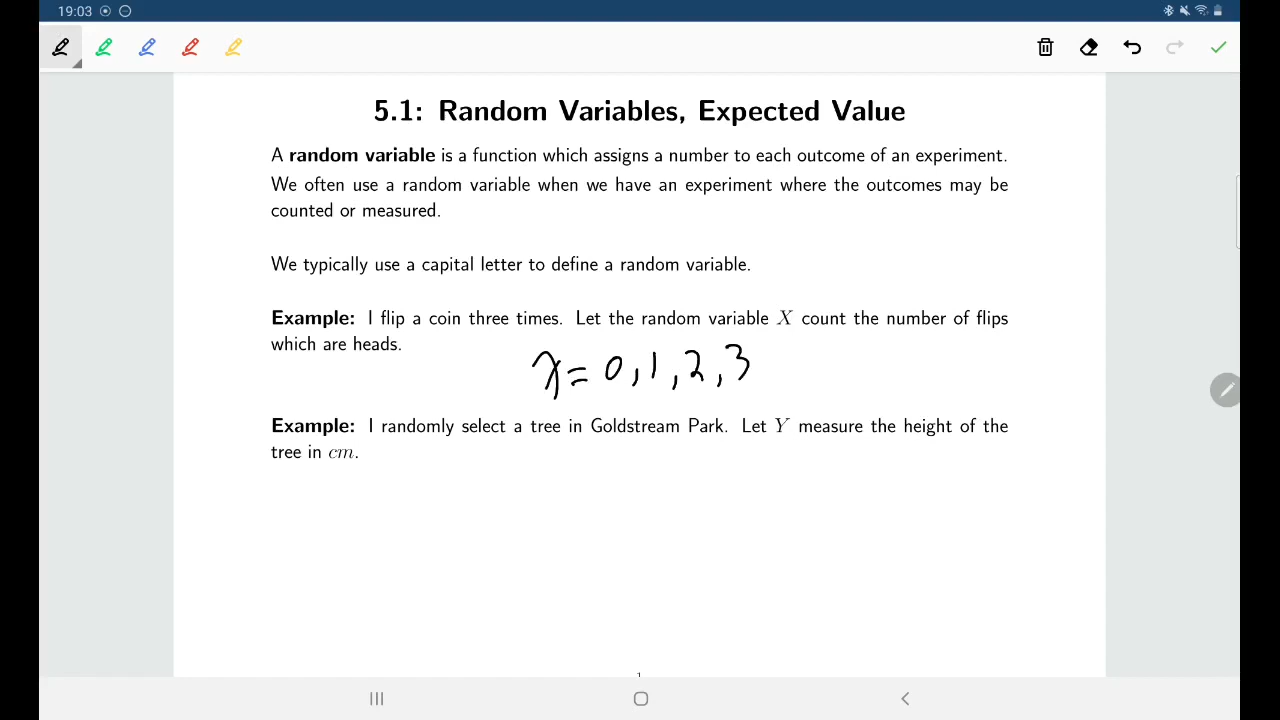 19:03
5.1: Random Variables, Expected Value
A random variable is a function which assigns a number to each outcome of an experiment.
We often use a random variable when we have an experiment where the outcomes may be
counted or measured.
We typically use a capital letter to define a random variable.
Example: I flip a coin three times. Let the random variable X count the number of flips
which are heads.
x = 0, 1, 2, 3
Example: I randomly select a tree in Goldstream Park. Let Y measure the height of the
tree in cm.
1